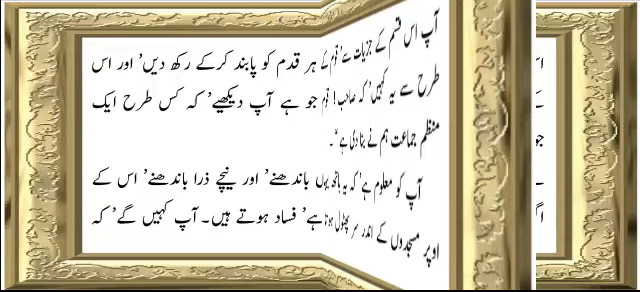 آپ اس قسم کے جزیات سے' قوم کے ہر قدم کو پابند کرکے رکھ دیں' اور اس
طرح سے یہ کہیں' کہ صاحب! قوم جو ہے آپ دیکھیے' کہ کس طرح ایک
منظم جماعت ہم نے بنا دی ہے"۔
آپ کو معلوم ہے' کہ یہ ہاتھ یہاں باندھنے' اور نیچے ذرا باندھنے' اس کے
اوپر مسجدوں کے اندر سر پھٹول ہوتا ہے' فساد ہوتے ہیں۔ آپ کہیں گے' کہ